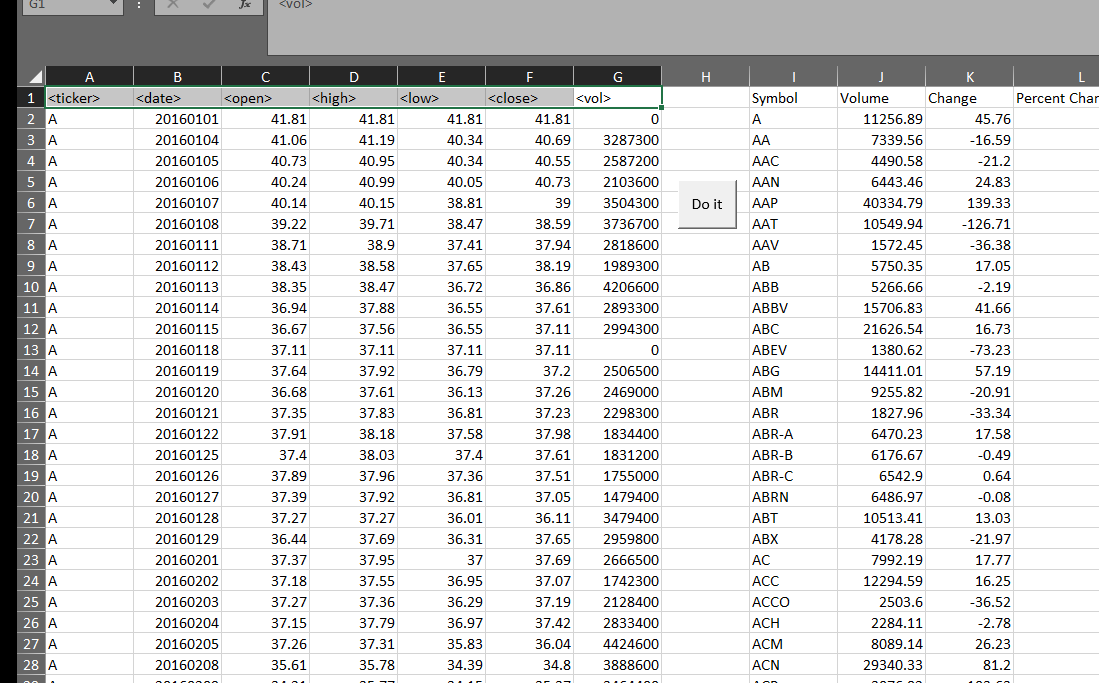 G1 fx <vol>
A B C D E F G H I J K L
1 <ticker> <date> <open> <high> <low> <close> <vol> Symbol Volume Change Percent Char
2 A 20160101 41.81 41.81 41.81 41.81 0 A 11256.89 45.76
3 A 20160104 41.06 41.19 40.34 40.69 3287300 AA 7339.56 -16.59
4 A 20160105 40.73 40.95 40.34 40.55 2587200 AAC 4490.58 -21.2
5 A 20160106 40.24 40.99 40.05 40.73 2103600 AAN 6443.46 24.83
6 A 20160107 40.14 40.15 38.81 39 3504300 Do it AAP 40334.79 139.33
7 A 20160108 39.22 39.71 38.47 38.59 3736700 AAT 10549.94 -126.71
8 A 20160111 38.71 38.9 37.41 37.94 2818600 AAV 1572.45 -36.38
9 A 20160112 38.43 38.58 37.65 38.19 1989300 AB 5750.35 17.05
10 A 20160113 38.35 38.47 36.72 36.86 4206600 ABB 5266.66 -2.19
11 A 20160114 36.94 37.88 36.55 37.61 2893300 ABBV 15706.83 41.66
12 A 20160115 36.67 37.56 36.55 37.11 2994300 ABC 21626.54 16.73
13 A 20160118 37.11 37.11 37.11 37.11 0 ABEV 1380.62 -73.23
14 A 20160119 37.64 37.92 36.79 37.2 2506500 ABG 14411.01 57.19
15 A 20160120 36.68 37.61 36.13 37.26 2469000 ABM 9255.82 -20.91
16 A 20160121 37.35 37.83 36.81 37.23 2298300 ABR 1827.96 -33.34
17 A 20160122 37.91 38.18 37.58 37.98 1834400 ABR-A 6470.23 17.58
18 A 20160125 37.4 38.03 37.4 37.61 1831200 ABR-B 6176.67 -0.49
19 A 20160126 37.89 37.96 37.36 37.51 1755000 ABR-C 6542.9 0.64
20 A 20160127 37.39 37.92 36.81 37.05 1479400 ABRN 6486.97 -0.08
21 A 20160128 37.27 37.27 36.01 36.11 3479400 ABT 10513.41 13.03
22 A 20160129 36.44 37.69 36.31 37.65 2959800 ABX 4178.28 -21.97
23 A 20160201 37.37 37.95 37 37.69 2666500 AC 7992.19 17.77
24 A 20160202 37.18 37.55 36.95 37.07 1742300 ACC 12294.59 16.25
25 A 20160203 37.27 37.36 36.29 37.19 2128400 ACCO 2503.6 -36.52
26 A 20160204 37.15 37.79 36.97 37.42 2833400 ACH 2284.11 -2.78
27 A 20160205 37.26 37.31 35.83 36.04 4424600 ACM 8089.14 26.23
28 A 20160208 35.61 35.78 34.39 34.8 3888600 ACN 29340.33 81.2